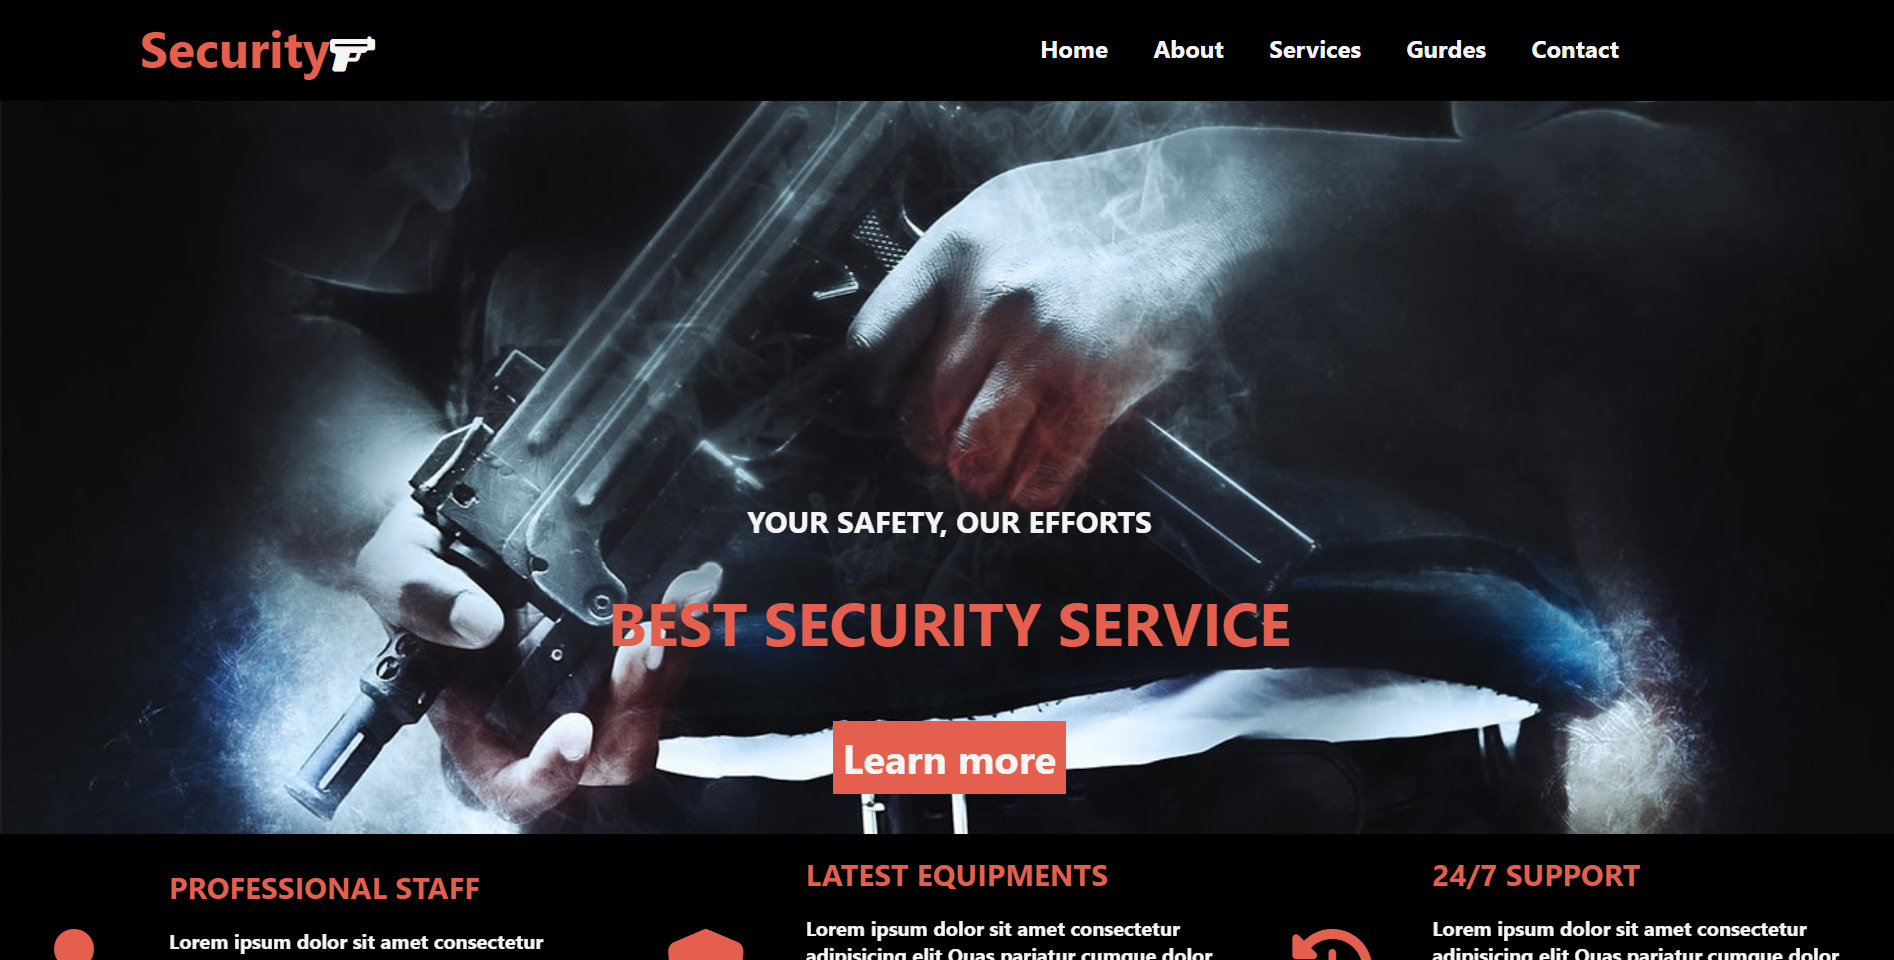 Security
Home About Services Gurdes Contact
YOUR SAFETY, OUR EFFORTS
BEST SECURITY SERVICE
Learn more
PROFESSIONAL STAFF
Lorem ipsum dolor sit amet consectetur
LATEST EQUIPMENTS
Lorem ipsum dolor sit amet consectetur
adipisicing elit Quas pariatur cumque dolor
24/7 SUPPORT
Lorem ipsum dolor sit amet consectetur
adipisicing elit Quas pariatur cumque dolor